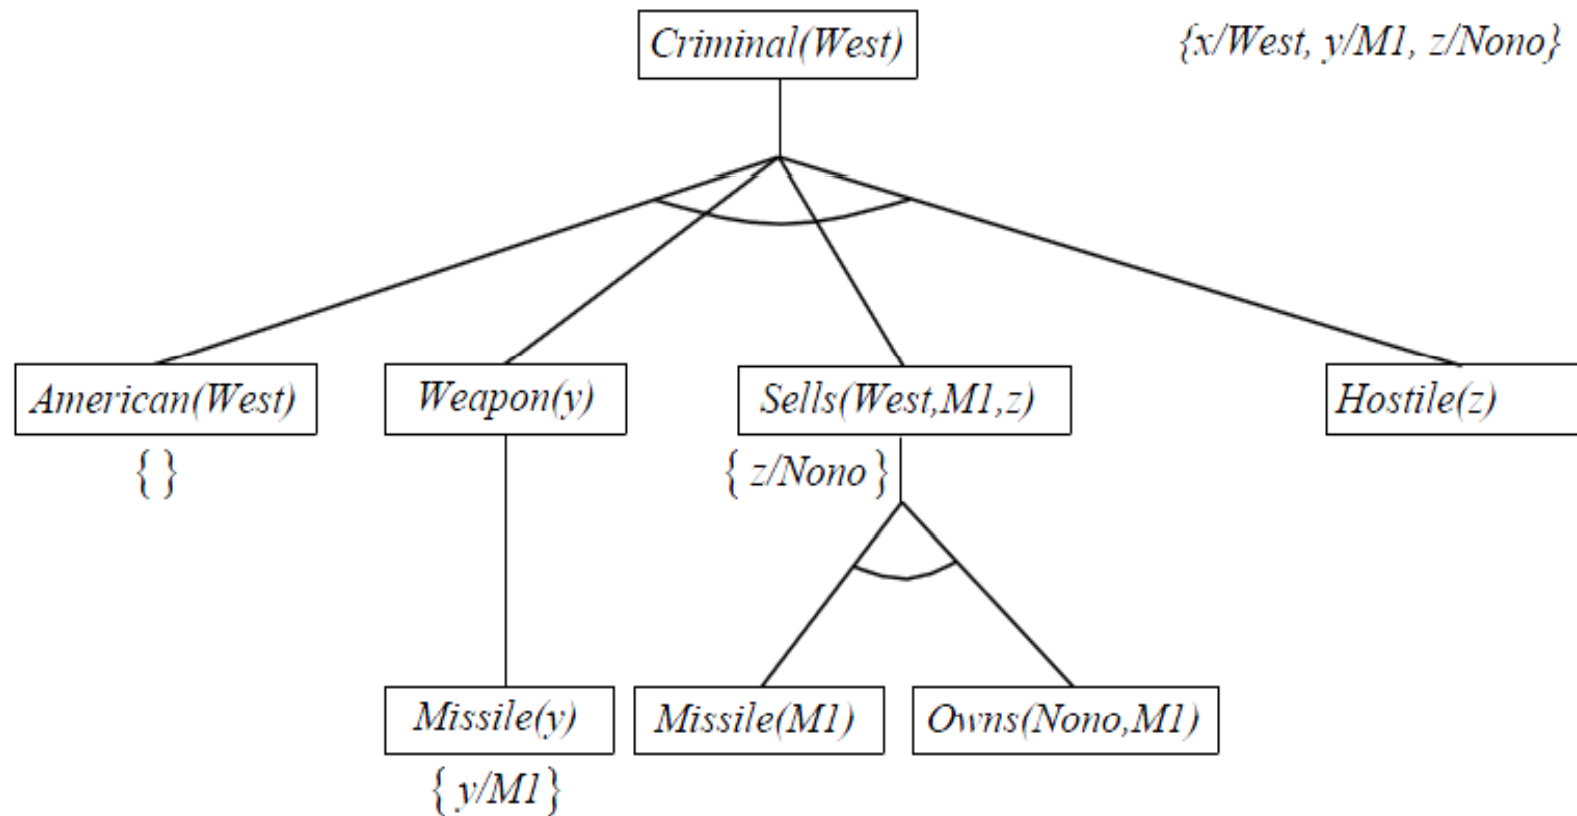 Criminal(West)
{x/West, y/M1, z/Nono}
American(West)
Weapon(y)
Sells(West,M1,z)
Hostile(z)
{ }
{ z/Nono }
Missile(y)
Missile(M1)
Owns(Nono,M1)
{ y/M1 }